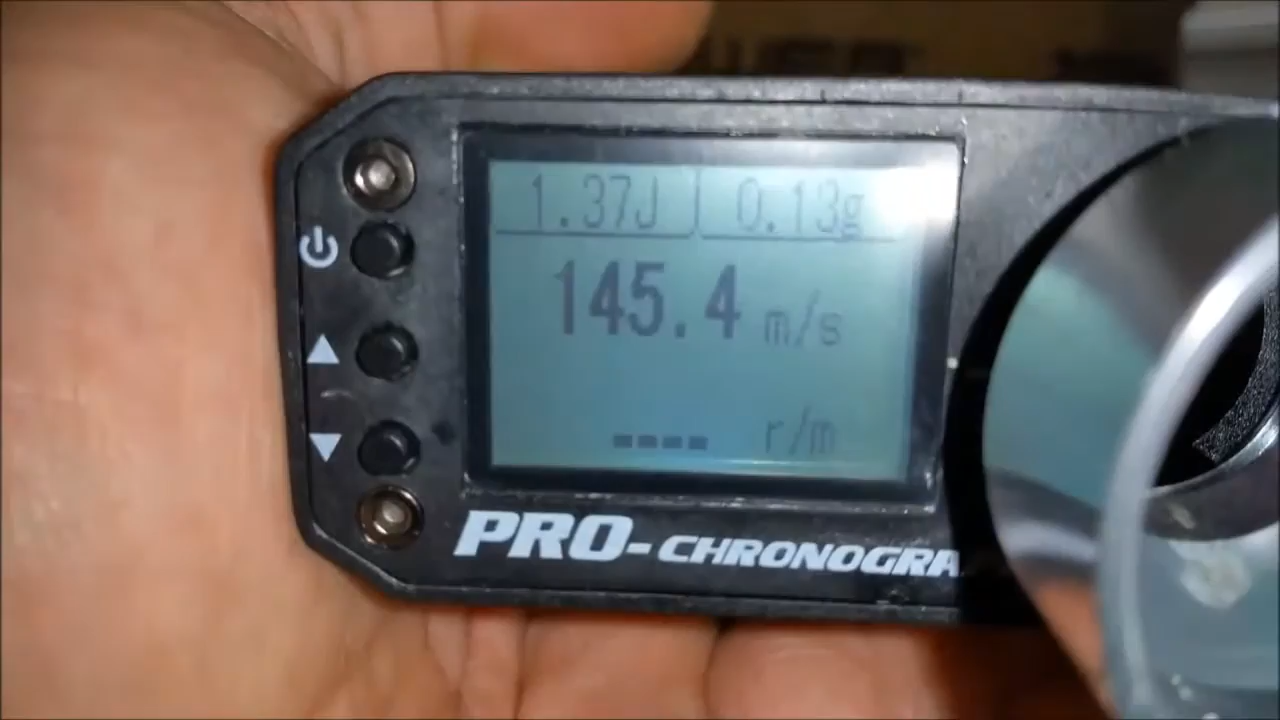 1.37J 0.13g
145.4 m/s
---- r/m
PRO-CHRONOGRA